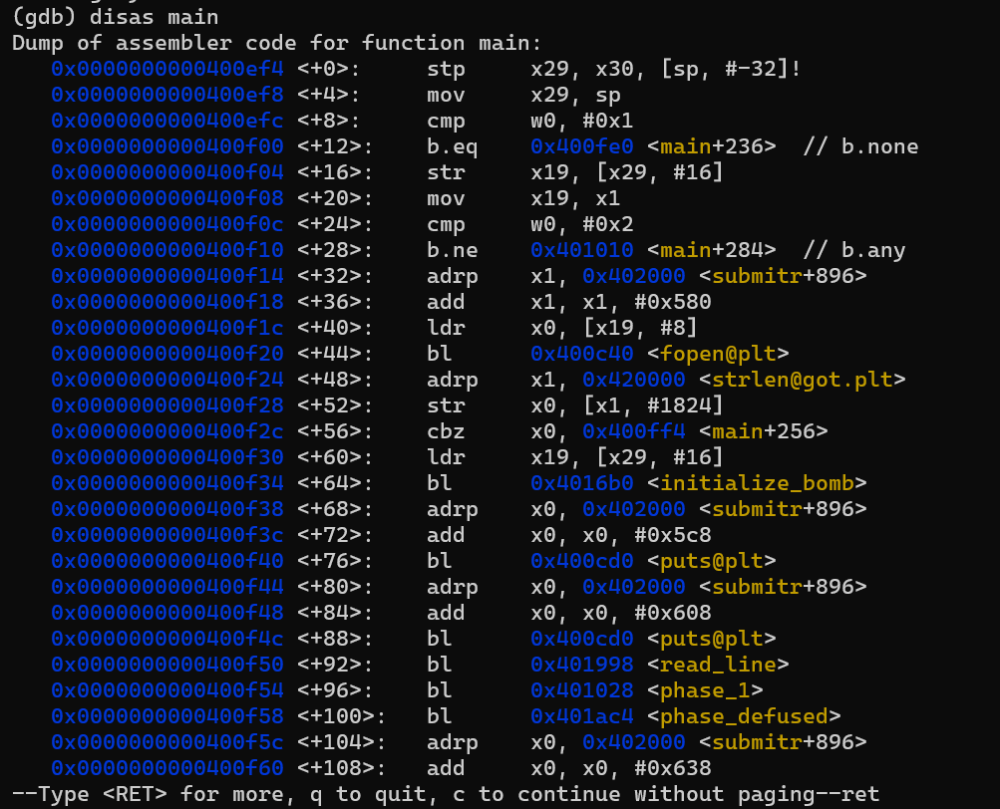 (gdb) disas main
Dump of assembler code for function main:
   0x0000000000400ef4 <+0>:     stp     x29, x30, [sp, #-32]!
   0x0000000000400ef8 <+4>:     mov     x29, sp
   0x0000000000400efc <+8>:     cmp     w0, #0x1
   0x0000000000400f00 <+12>:    b.eq    0x400fe0 <main+236>  // b.none
   0x0000000000400f04 <+16>:    str     x19, [x29, #16]
   0x0000000000400f08 <+20>:    mov     x19, x1
   0x0000000000400f0c <+24>:    cmp     w0, #0x2
   0x0000000000400f10 <+28>:    b.ne    0x401010 <main+284>  // b.any
   0x0000000000400f14 <+32>:    adrp    x1, 0x402000 <submitr+896>
   0x0000000000400f18 <+36>:    add     x1, x1, #0x580
   0x0000000000400f1c <+40>:    ldr     x0, [x19, #8]
   0x0000000000400f20 <+44>:    bl      0x400c40 <fopen@plt>
   0x0000000000400f24 <+48>:    adrp    x1, 0x420000 <strlen@got.plt>
   0x0000000000400f28 <+52>:    str     x0, [x1, #1824]
   0x0000000000400f2c <+56>:    cbz     x0, 0x400ff4 <main+256>
   0x0000000000400f30 <+60>:    ldr     x19, [x29, #16]
   0x0000000000400f34 <+64>:    bl      0x4016b0 <initialize_bomb>
   0x0000000000400f38 <+68>:    adrp    x0, 0x402000 <submitr+896>
   0x0000000000400f3c <+72>:    add     x0, x0, #0x5c8
   0x0000000000400f40 <+76>:    bl      0x400cd0 <puts@plt>
   0x0000000000400f44 <+80>:    adrp    x0, 0x402000 <submitr+896>
   0x0000000000400f48 <+84>:    add     x0, x0, #0x608
   0x0000000000400f4c <+88>:    bl      0x400cd0 <puts@plt>
   0x0000000000400f50 <+92>:    bl      0x401998 <read_line>
   0x0000000000400f54 <+96>:    bl      0x401028 <phase_1>
   0x0000000000400f58 <+100>:   bl      0x401ac4 <phase_defused>
   0x0000000000400f5c <+104>:   adrp    x0, 0x402000 <submitr+896>
   0x0000000000400f60 <+108>:   add     x0, x0, #0x638
--Type <RET> for more, q to quit, c to continue without paging--ret